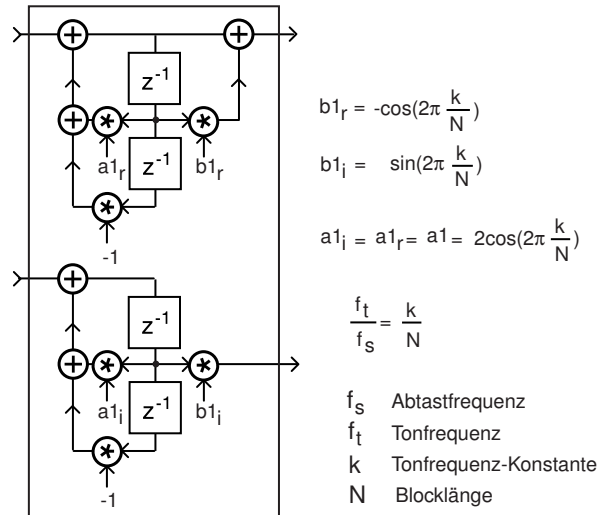 + +
z⁻¹
+ * *
a1r z⁻¹ b1r
*
-1
+
z⁻¹
+ * *
a1i z⁻¹ b1i
*
-1
b1r = -cos(2π k/N)
b1i = sin(2π k/N)
a1i = a1r = a1 = 2cos(2π k/N)
ft/fs = k/N
fs Abtastfrequenz
ft Tonfrequenz
k Tonfrequenz-Konstante
N Blocklänge